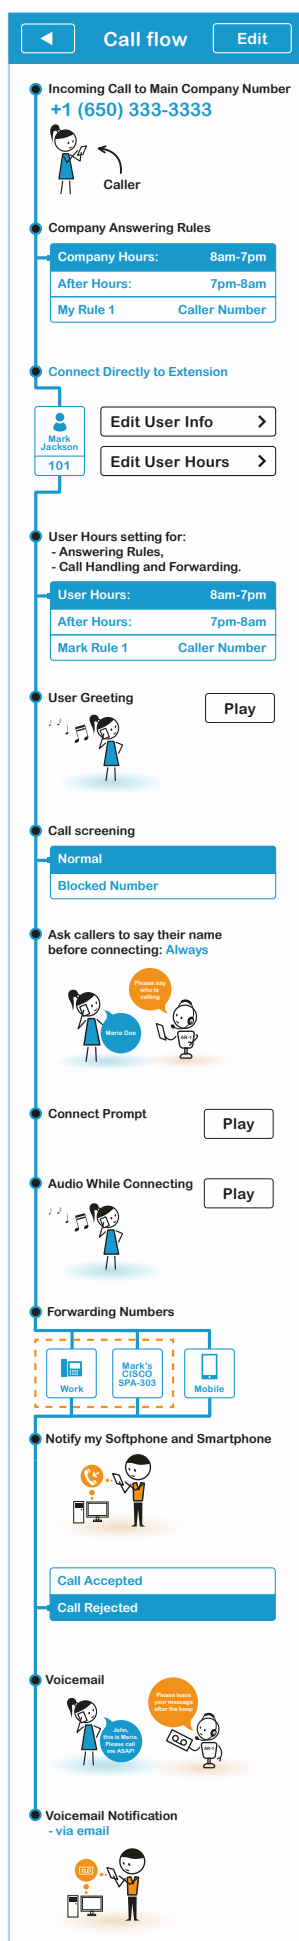 Call flow
Edit
Incoming Call to Main Company Number
+1 (650) 333-3333
Caller
Company Answering Rules
Company Hours: 8am-7pm
After Hours: 7pm-8am
My Rule 1 Caller Number
Connect Directly to Extension
Mark
Jackson
101
Edit User Info
Edit User Hours
User Hours setting for:
- Answering Rules,
- Call Handling and Forwarding.
User Hours: 8am-7pm
After Hours: 7pm-8am
Mark Rule 1 Caller Number
User Greeting
Play
Call screening
Normal
Blocked Number
Ask callers to say their name
before connecting: Always
Please say
who is
calling
Maria Doe
AR-1
Connect Prompt
Play
Audio While Connecting
Play
Forwarding Numbers
Work
Mark's
CISCO
SPA-303
Mobile
Notify my Softphone and Smartphone
Call Accepted
Call Rejected
Voicemail
Please leave
your message
after the beep
John,
this is Maria.
Please call
me ASAP!
AR-1
Voicemail Notification
- via email